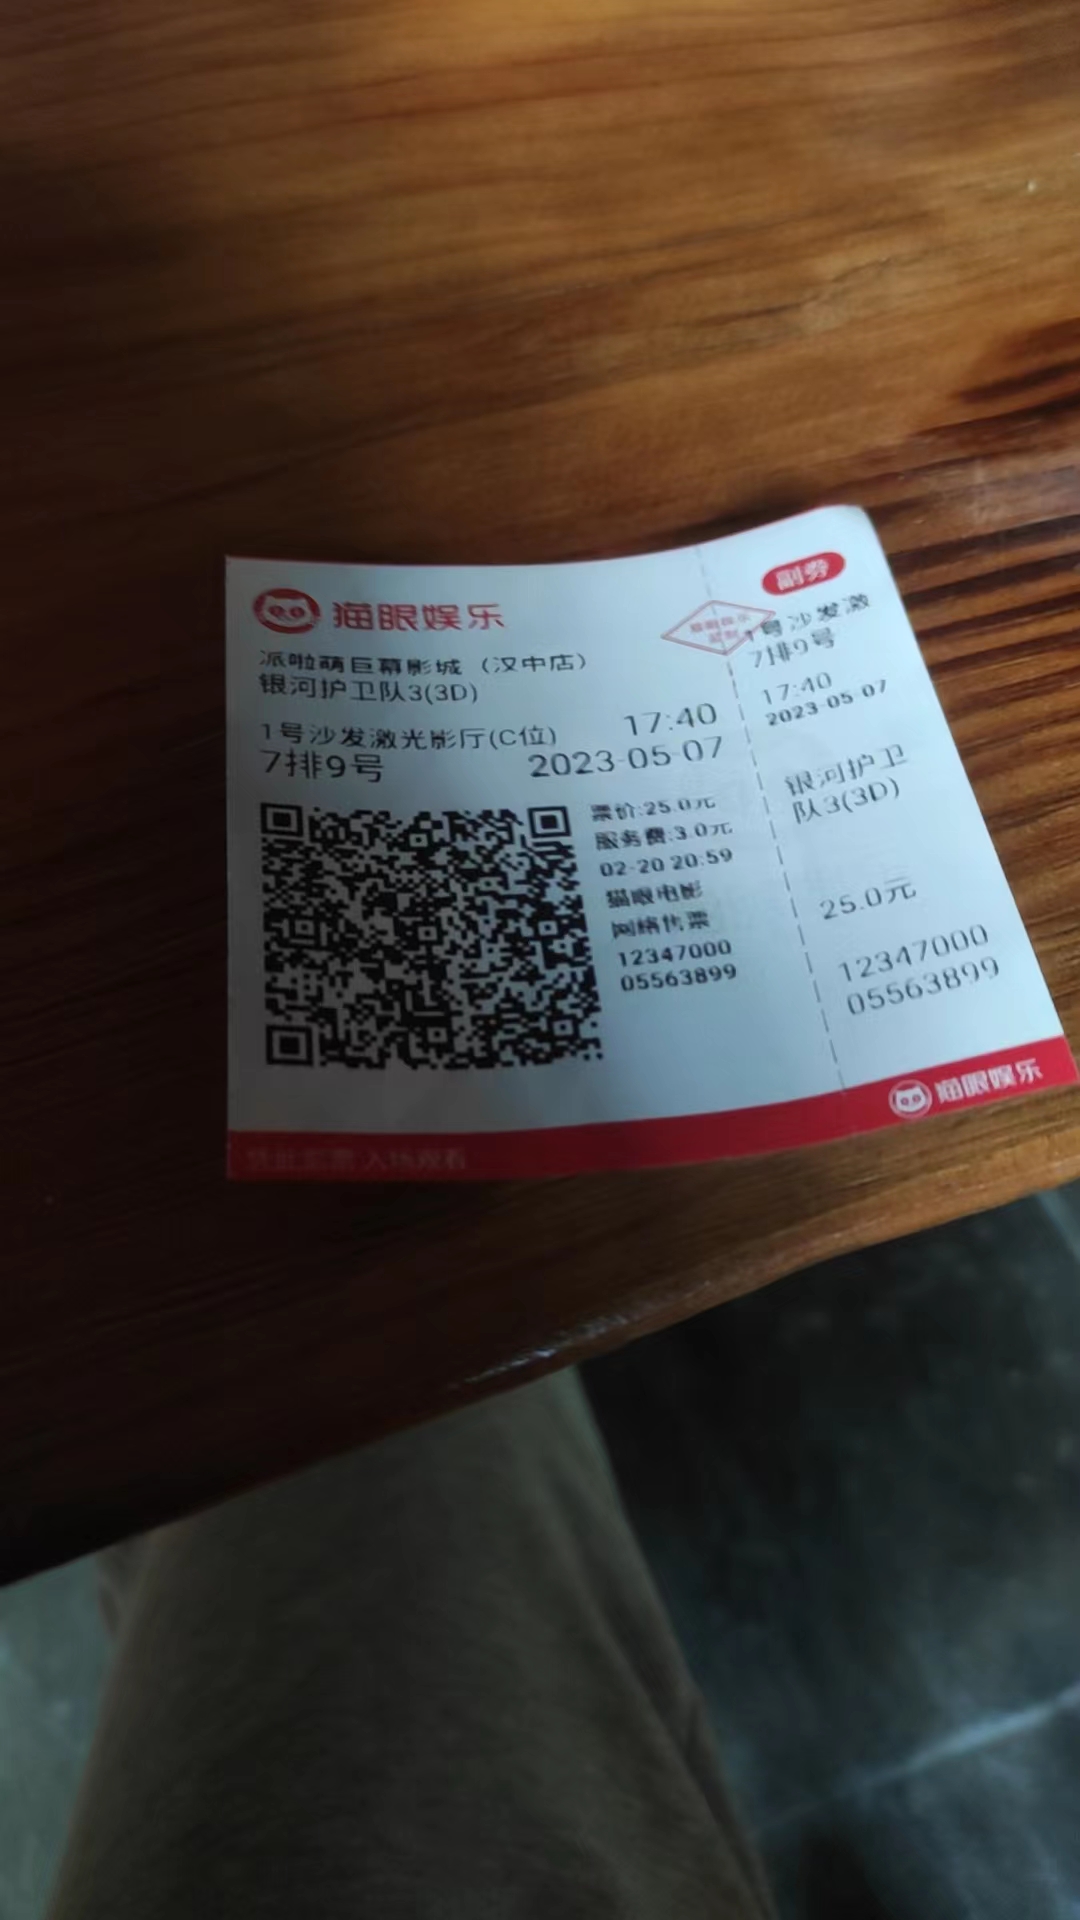 猫眼娱乐
派啦萌巨幕影城（汉中店）
银河护卫队3(3D)
1号沙发激光影厅(C位) 17:40
7排9号 2023-05-07
票价:25.0元
服务费:3.0元
02-20 20:59
猫眼电影
网络售票
12347000
05563899
入场观看
副券
1号沙发激
7排9号
17:40
2023-05-07
银河护卫
队3(3D)
25.0元
12347000
05563899
猫眼娱乐